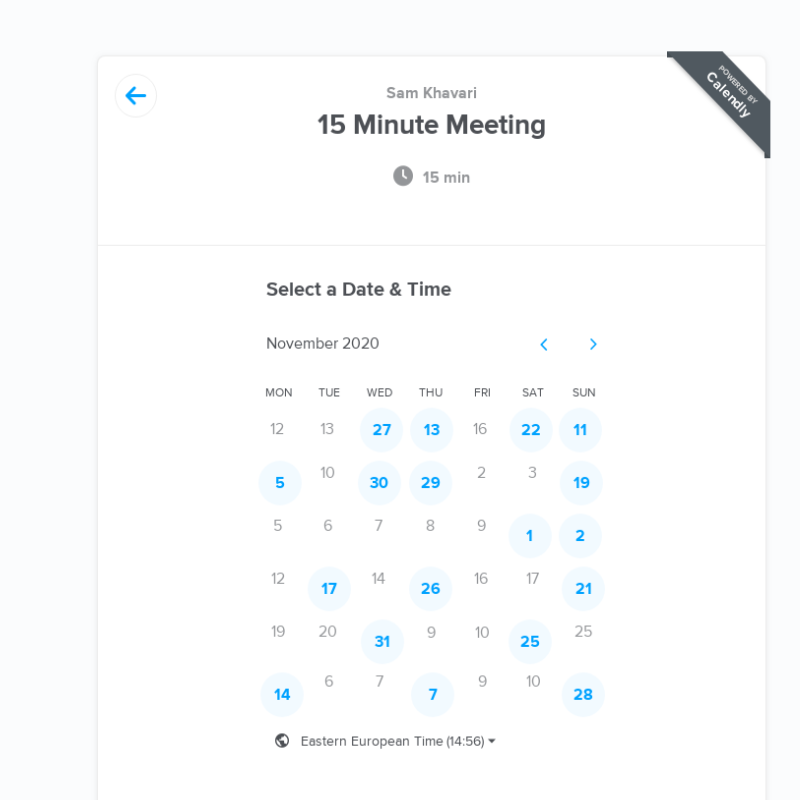 POWERED BY
Calendly
Sam Khavari
15 Minute Meeting
15 min
Select a Date & Time
November 2020
MON TUE WED THU FRI SAT SUN
12 13 27 13 16 22 11
5 10 30 29 2 3 19
5 6 7 8 9 1 2
12 17 14 26 16 17 21
19 20 31 9 10 25 25
14 6 7 7 9 10 28
Eastern European Time (14:56)